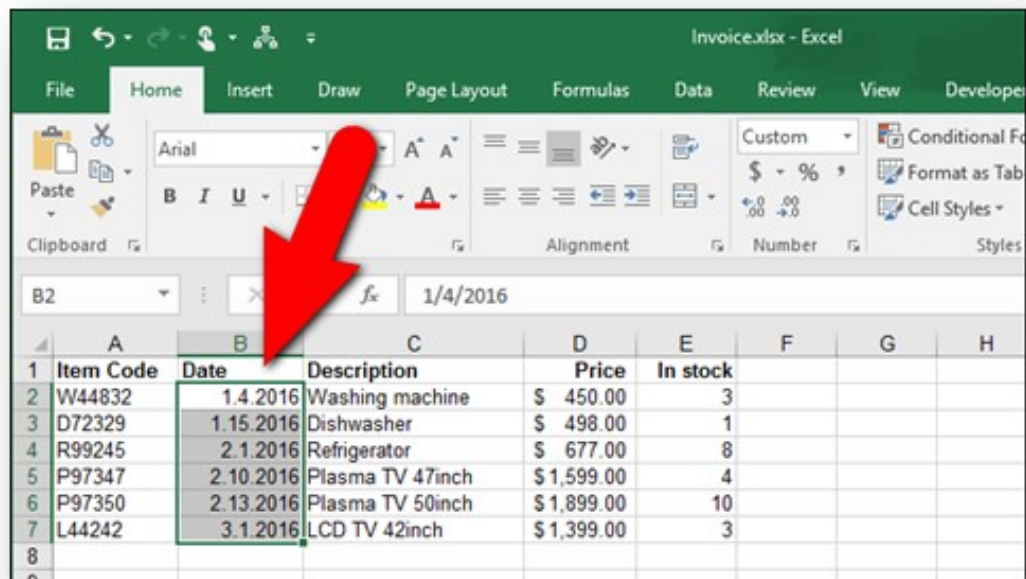 Invoice.xlsx - Excel
File Home Insert Draw Page Layout Formulas Data Review View Developer
Arial Custom Conditional Fo
Paste B I U A A A $ % , Format as Tab
.00 .00 Cell Styles
Clipboard Alignment Number Styles
B2 fx 1/4/2016
A B C D E F G H
1 Item Code Date Description Price In stock
2 W44832 1.4.2016 Washing machine $ 450.00 3
3 D72329 1.15.2016 Dishwasher $ 498.00 1
4 R99245 2.1.2016 Refrigerator $ 677.00 8
5 P97347 2.10.2016 Plasma TV 47inch $1,599.00 4
6 P97350 2.13.2016 Plasma TV 50inch $1,899.00 10
7 L44242 3.1.2016 LCD TV 42inch $1,399.00 3
8